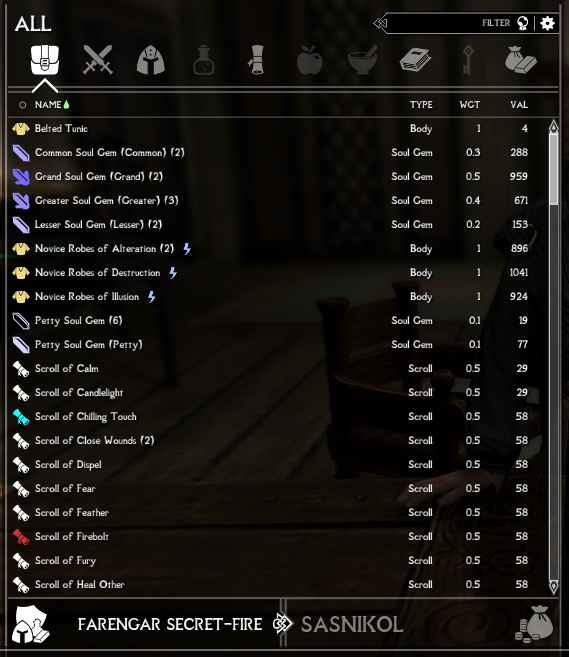 ALL
FILTER
NAME TYPE WGT VAL
Belted Tunic Body 1 4
Common Soul Gem (Common) (2) Soul Gem 0.3 288
Grand Soul Gem (Grand) (2) Soul Gem 0.5 959
Greater Soul Gem (Greater) (3) Soul Gem 0.4 671
Lesser Soul Gem (Lesser) (2) Soul Gem 0.2 153
Novice Robes of Alteration (2) Body 1 896
Novice Robes of Destruction Body 1 1041
Novice Robes of Illusion Body 1 924
Petty Soul Gem (6) Soul Gem 0.1 19
Petty Soul Gem (Petty) Soul Gem 0.1 77
Scroll of Calm Scroll 0.5 29
Scroll of Candlelight Scroll 0.5 29
Scroll of Chilling Touch Scroll 0.5 58
Scroll of Close Wounds (2) Scroll 0.5 58
Scroll of Dispel Scroll 0.5 58
Scroll of Fear Scroll 0.5 58
Scroll of Feather Scroll 0.5 58
Scroll of Firebolt Scroll 0.5 58
Scroll of Fury Scroll 0.5 58
Scroll of Heal Other Scroll 0.5 58
FARENGAR SECRET-FIRE SASNIKOL